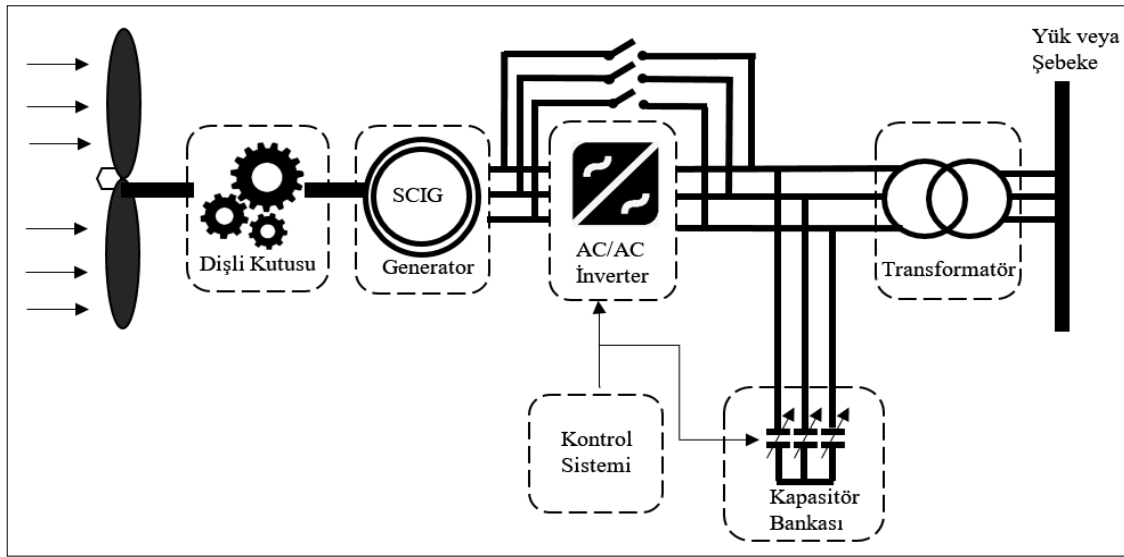 Yük veya
Şebeke
SCIG
Dişli Kutusu
Generator
AC/AC
İnverter
Transformatör
Kontrol
Sistemi
Kapasitör
Bankası